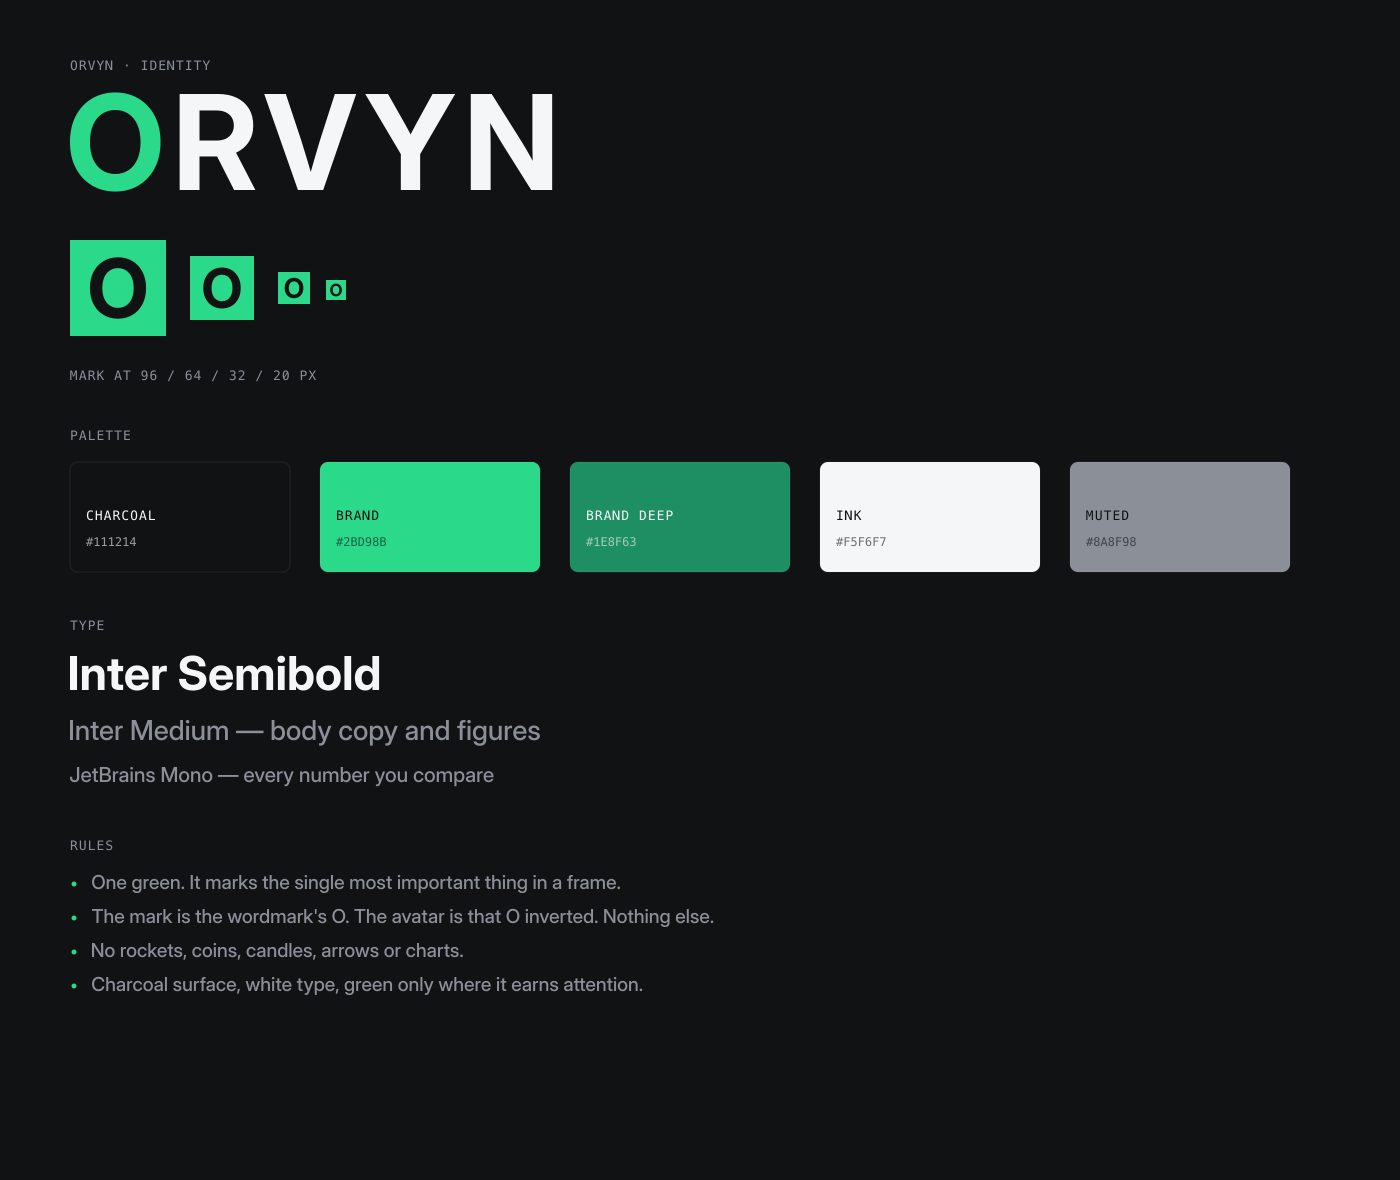 ORVYN · IDENTITY
ORVYN
O O O O
MARK AT 96 / 64 / 32 / 20 PX
PALETTE
CHARCOAL BRAND BRAND DEEP INK MUTED
#111214 #2BD98B #1E8F63 #F5F6F7 #8A8F98
TYPE
Inter Semibold
Inter Medium — body copy and figures
JetBrains Mono — every number you compare
RULES
• One green. It marks the single most important thing in a frame.
• The mark is the wordmark's O. The avatar is that O inverted. Nothing else.
• No rockets, coins, candles, arrows or charts.
• Charcoal surface, white type, green only where it earns attention.